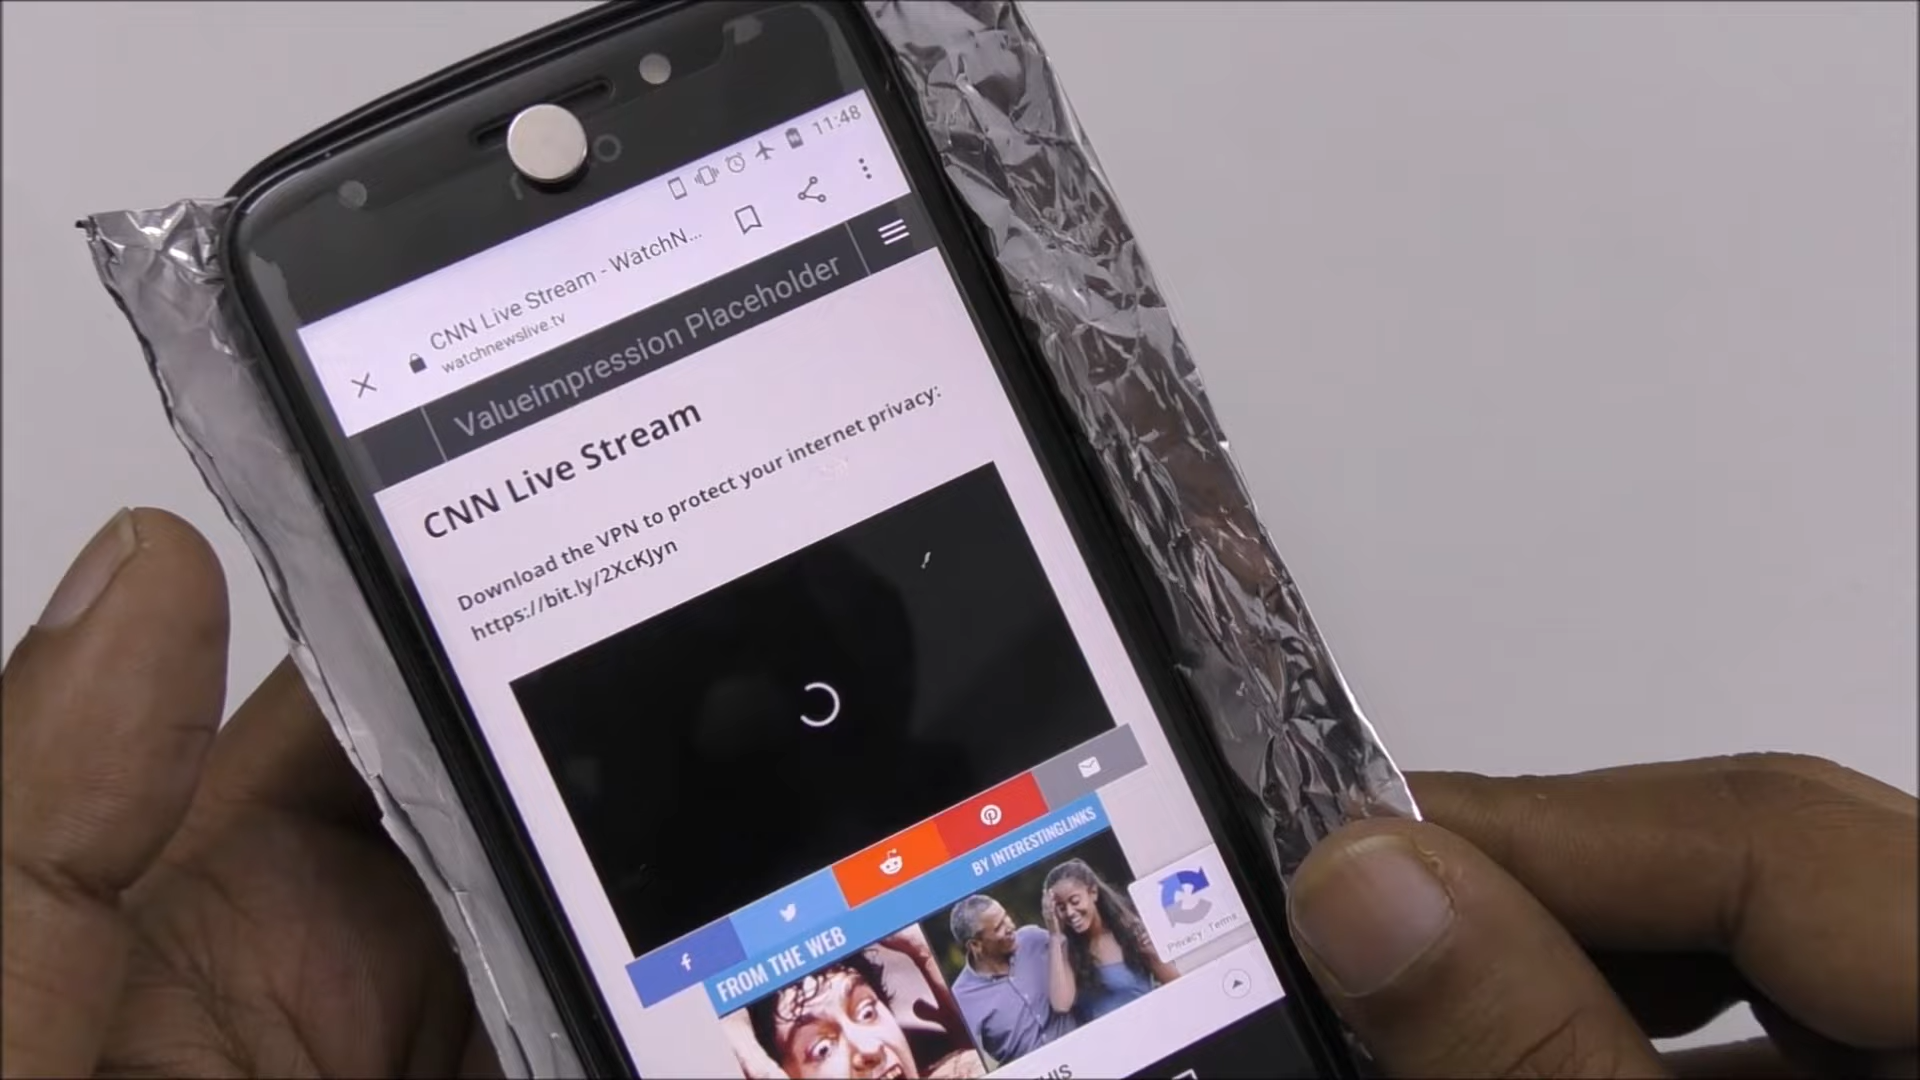 11:48
CNN Live Stream - WatchN...
watchnewslive.tv
Valueimpression Placeholder
CNN Live Stream
Download the VPN to protect your internet privacy:
https://bit.ly/2XcKJyn
FROM THE WEB
BY INTERESTINGLINKS
Privacy - Terms